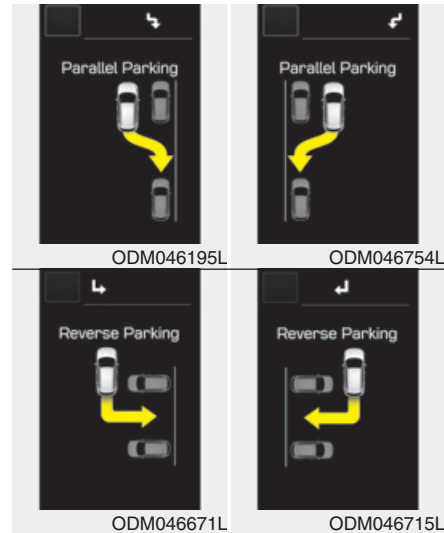 Parallel Parking
ODM046195L
Parallel Parking
ODM046754L
Reverse Parking
ODM046671L
Reverse Parking
ODM046715L